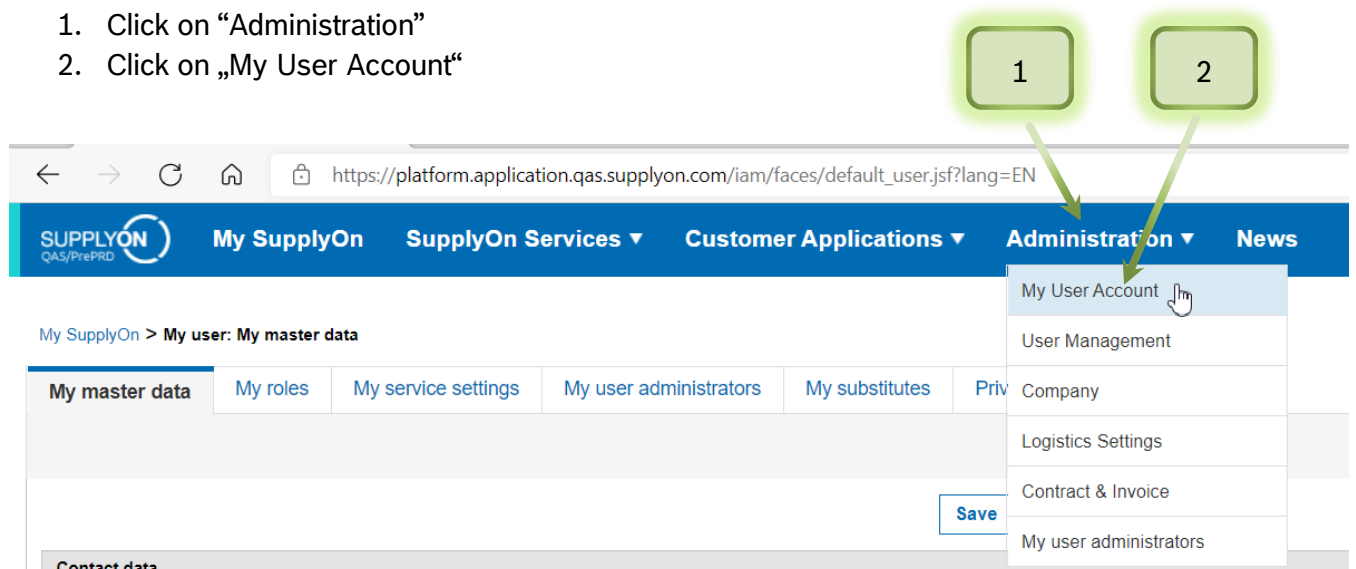 1. Click on “Administration”
2. Click on „My User Account“
1 2
https://platform.application.qas.supplyon.com/iam/faces/default_user.jsf?lang=EN
SUPPLYON
QAS/PrePRD
My SupplyOn SupplyOn Services ▼ Customer Applications ▼ Administration ▼ News
My User Account
My SupplyOn > My user: My master data
User Management
My master data My roles My service settings My user administrators My substitutes Priv
Company
Logistics Settings
Contract & Invoice
Save
My user administrators
Contact data